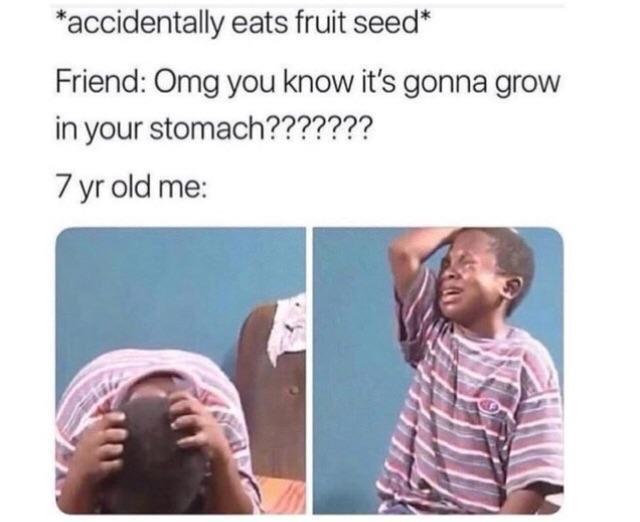 *accidentally eats fruit seed*
Friend: Omg you know it's gonna grow
in your stomach???????
7 yr old me: